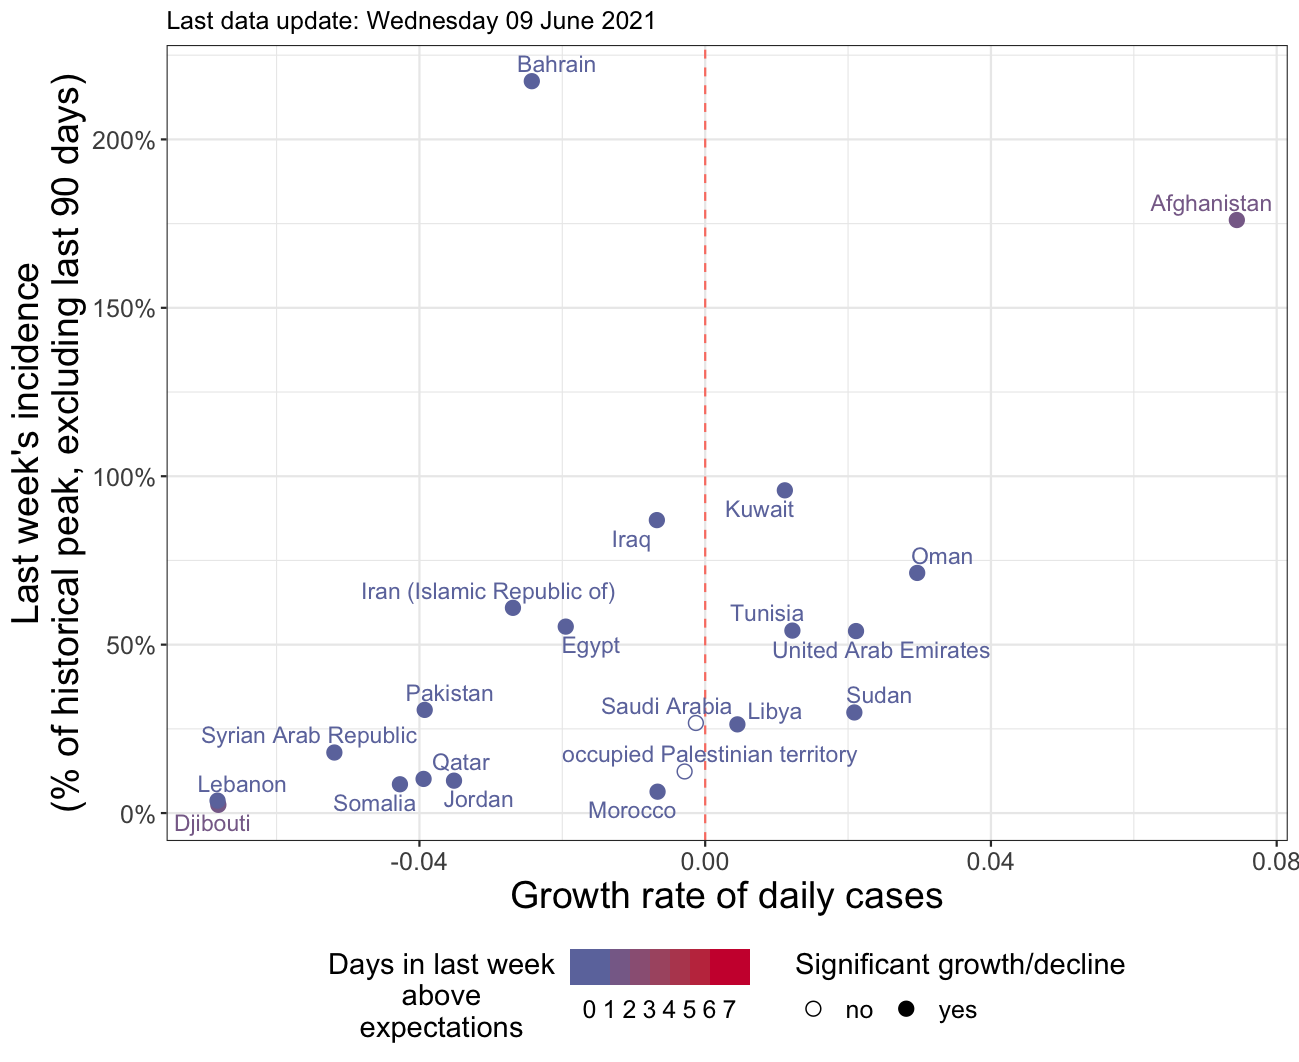 Last data update: Wednesday 09 June 2021
Last week's incidence
(% of historical peak, excluding last 90 days)
200%
150%
100%
50%
0%
Bahrain
Afghanistan
Kuwait
Iraq
Oman
Iran (Islamic Republic of)
Tunisia
Egypt
United Arab Emirates
Pakistan
Sudan
Saudi Arabia
Libya
Syrian Arab Republic
occupied Palestinian territory
Qatar
Lebanon
Jordan
Somalia
Morocco
Djibouti
-0.04
0.00
0.04
0.08
Growth rate of daily cases
Days in last week
above
expectations
0 1 2 3 4 5 6 7
Significant growth/decline
no
yes